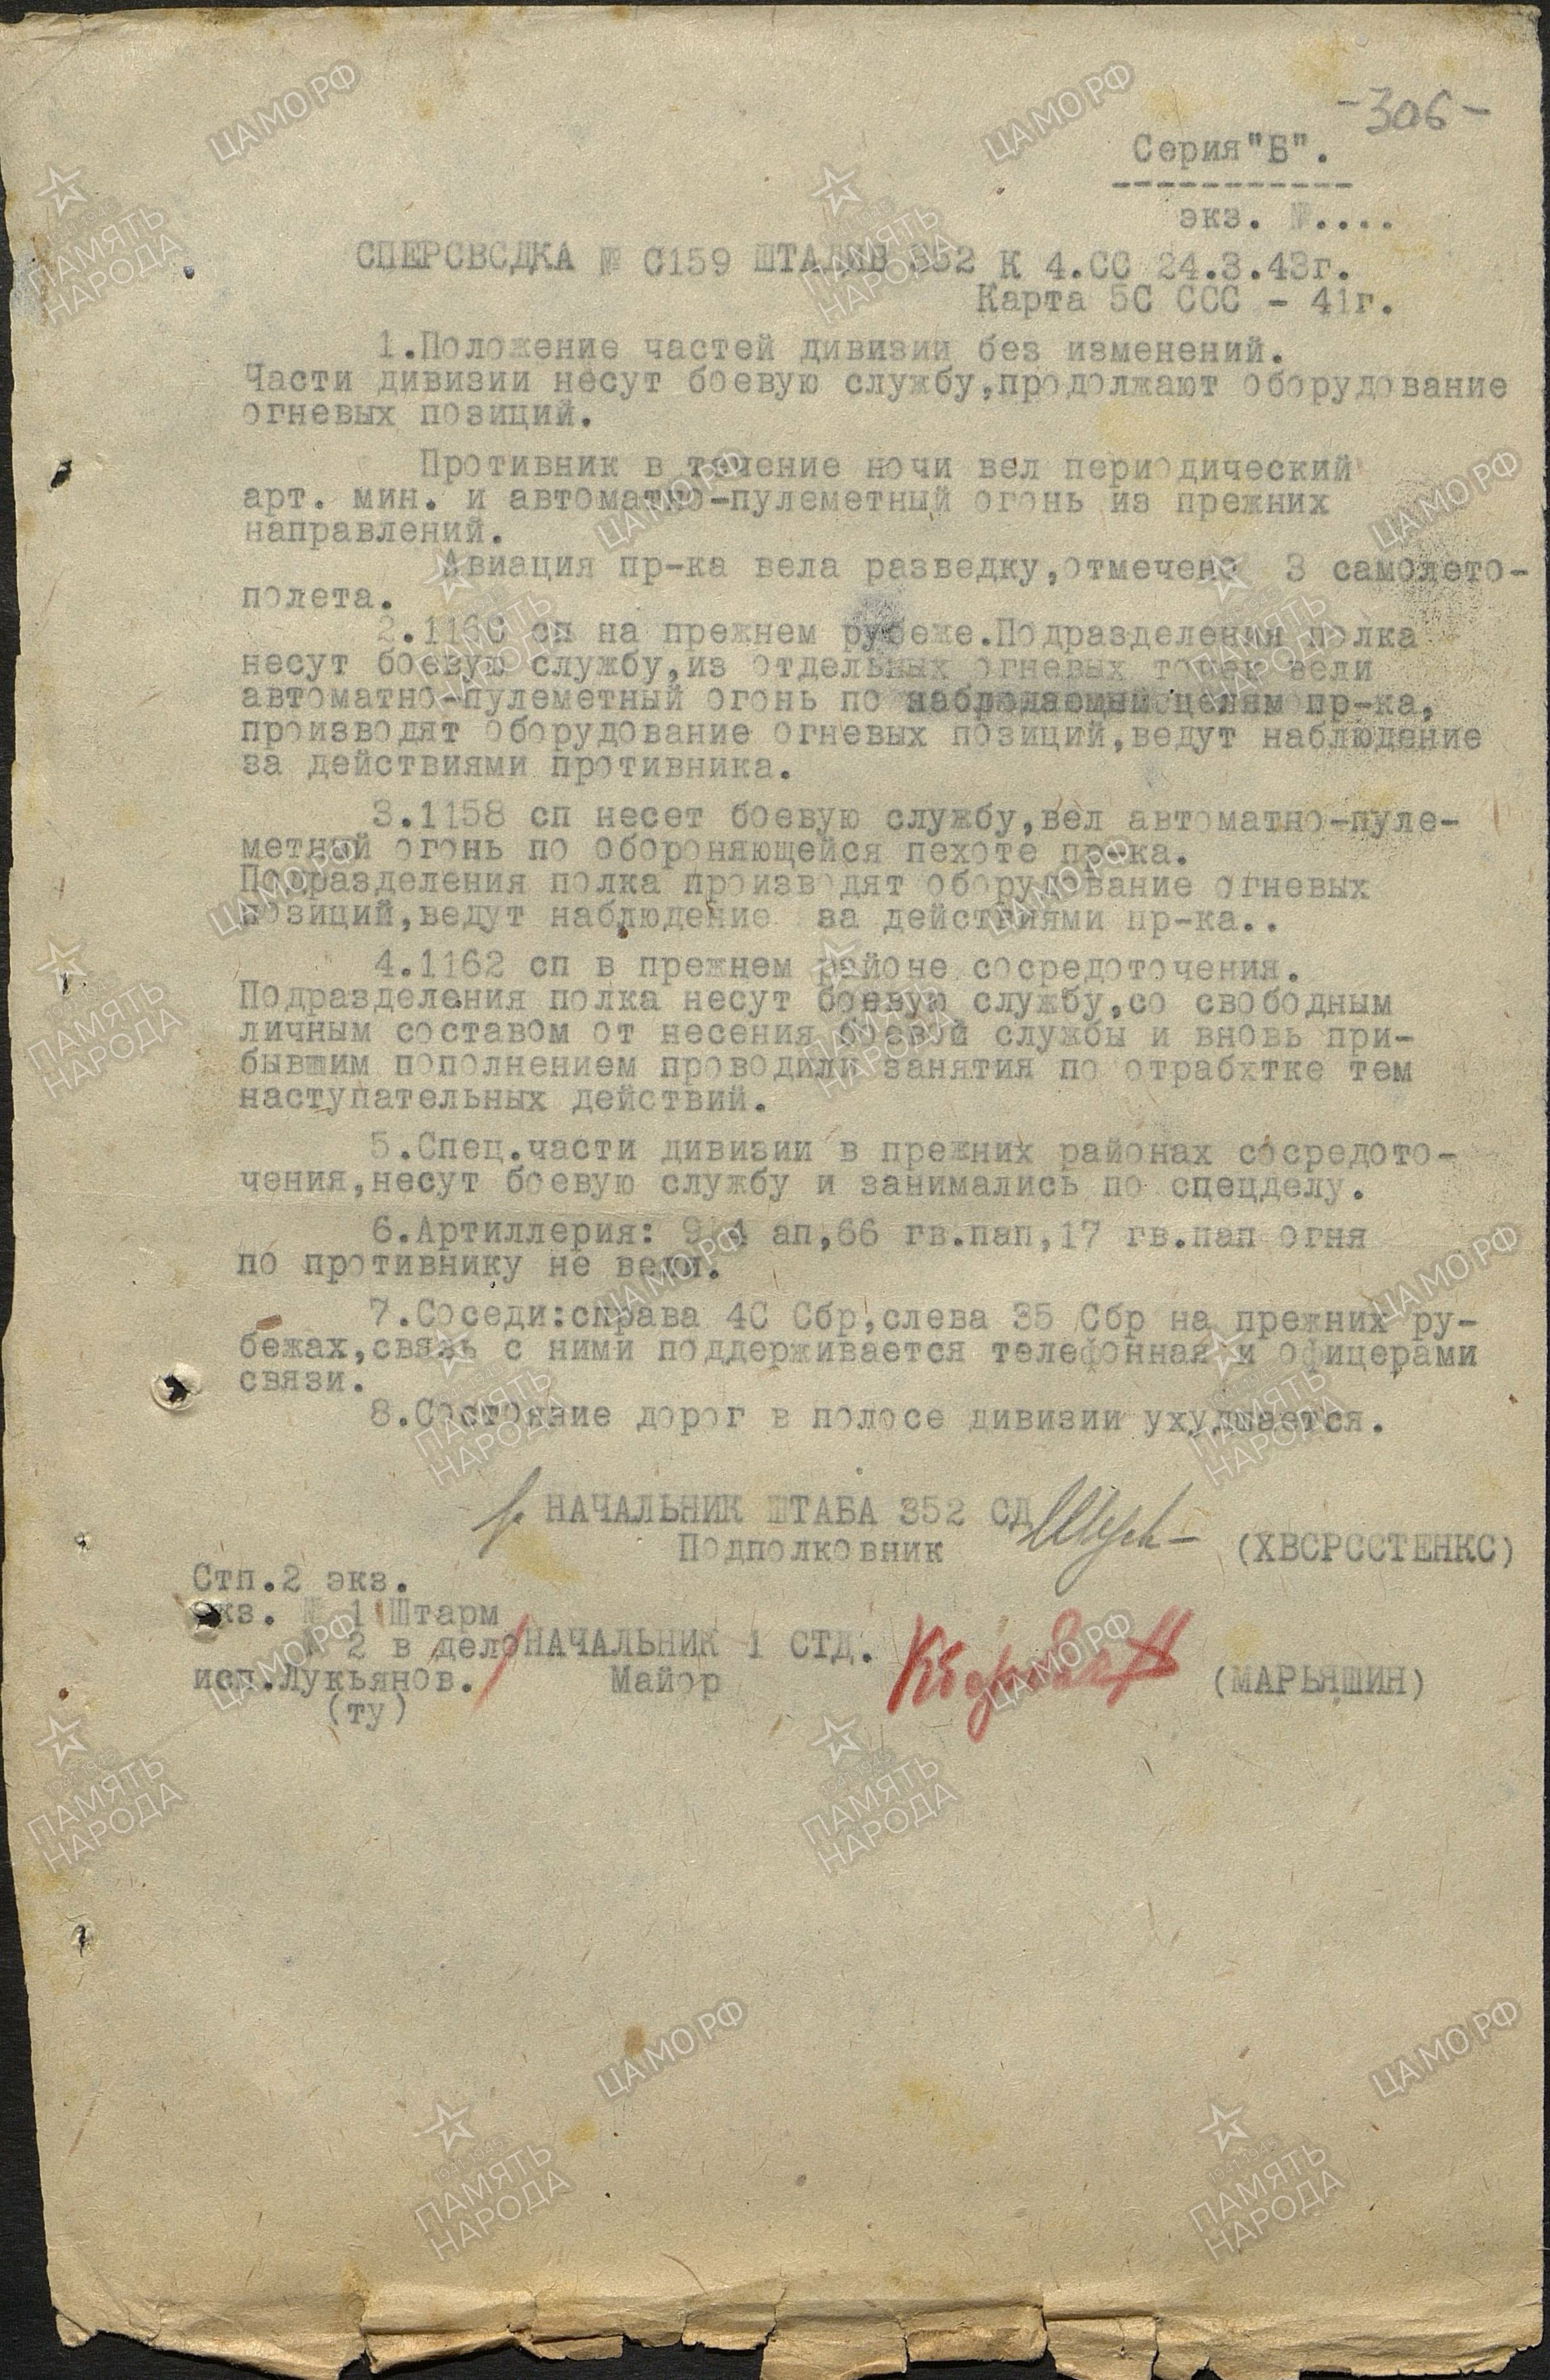 -306-
Серия"Б".
экз. №....
СПЕРСВСДКА № С159 ШТАДИВ 352 К 4.СС 24.3.43г.
Карта 5С ССС - 41г.
1.Положение частей дивизии без изменений.
Части дивизии несут боевую службу,продолжают оборудование
огневых позиций.
Противник в течение ночи вел периодический
арт. мин. и автоматно-пулеметный огонь из прежних
направлений.
Авиация пр-ка вела разведку,отмечено 3 самолето-
полета.
2.1160 сп на прежнем рубеже.Подразделения полка
несут боевую службу,из отдельных огневых точек вели
автоматно-пулеметный огонь по наблюдаемым целям пр-ка,
производят оборудование огневых позиций,ведут наблюдение
за действиями противника.
3.1158 сп несет боевую службу,вел автоматно-пуле-
метный огонь по обороняющейся пехоте пр-ка.
Подразделения полка производят оборудование огневых
позиций,ведут наблюдение за действиями пр-ка..
4.1162 сп в прежнем районе сосредоточения.
Подразделения полка несут боевую службу,со свободным
личным составом от несения боевой службы и вновь при-
бывшим пополнением проводили занятия по отрабхтке тем
наступательных действий.
5.Спец.части дивизии в прежних районах сосредото-
чения,несут боевую службу и занимались по спецделу.
6.Артиллерия: 914 ап,66 гв.пап,17 гв.пап огня
по противнику не вели.
7.Соседи:справа 4С Сбр,слева 35 Сбр на прежних ру-
бежах,связь с ними поддерживается телефонная и офицерами
связи.
8.Состояние дорог в полосе дивизии ухудшается.
НАЧАЛЬНИК ШТАБА 352 СД
Подполковник (ХВСРССТЕНКС)
Стп.2 экз.
экз. № 1 Штарм
№ 2 в дело НАЧАЛЬНИК 1 СТД.
исп.Лукьянов. Майор (МАРЬЯШИН)
(ту)